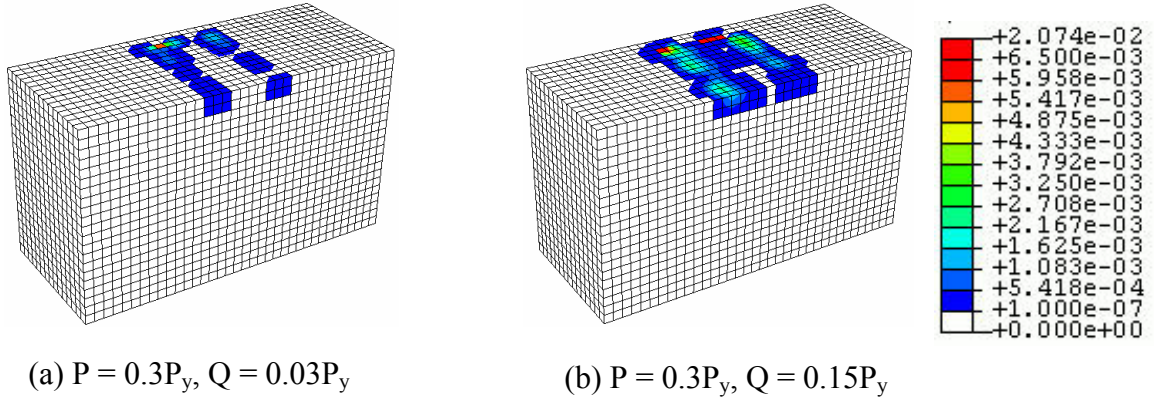 +2.074e-02
+6.500e-03
+5.958e-03
+5.417e-03
+4.875e-03
+4.333e-03
+3.792e-03
+3.250e-03
+2.708e-03
+2.167e-03
+1.625e-03
+1.083e-03
+5.418e-04
+1.000e-07
+0.000e+00
(a) P = 0.3Py, Q = 0.03Py
(b) P = 0.3Py, Q = 0.15Py